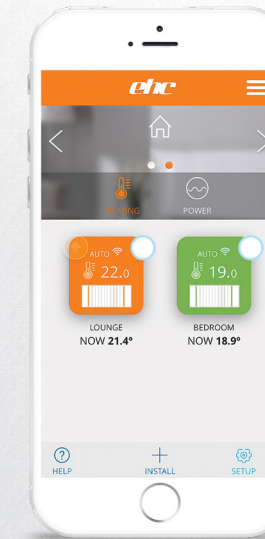 ehc
HEATING
POWER
AUTO
22.0
AUTO
19.0
LOUNGE
NOW 21.4°
BEDROOM
NOW 18.9°
?
HELP
INSTALL
SETUP